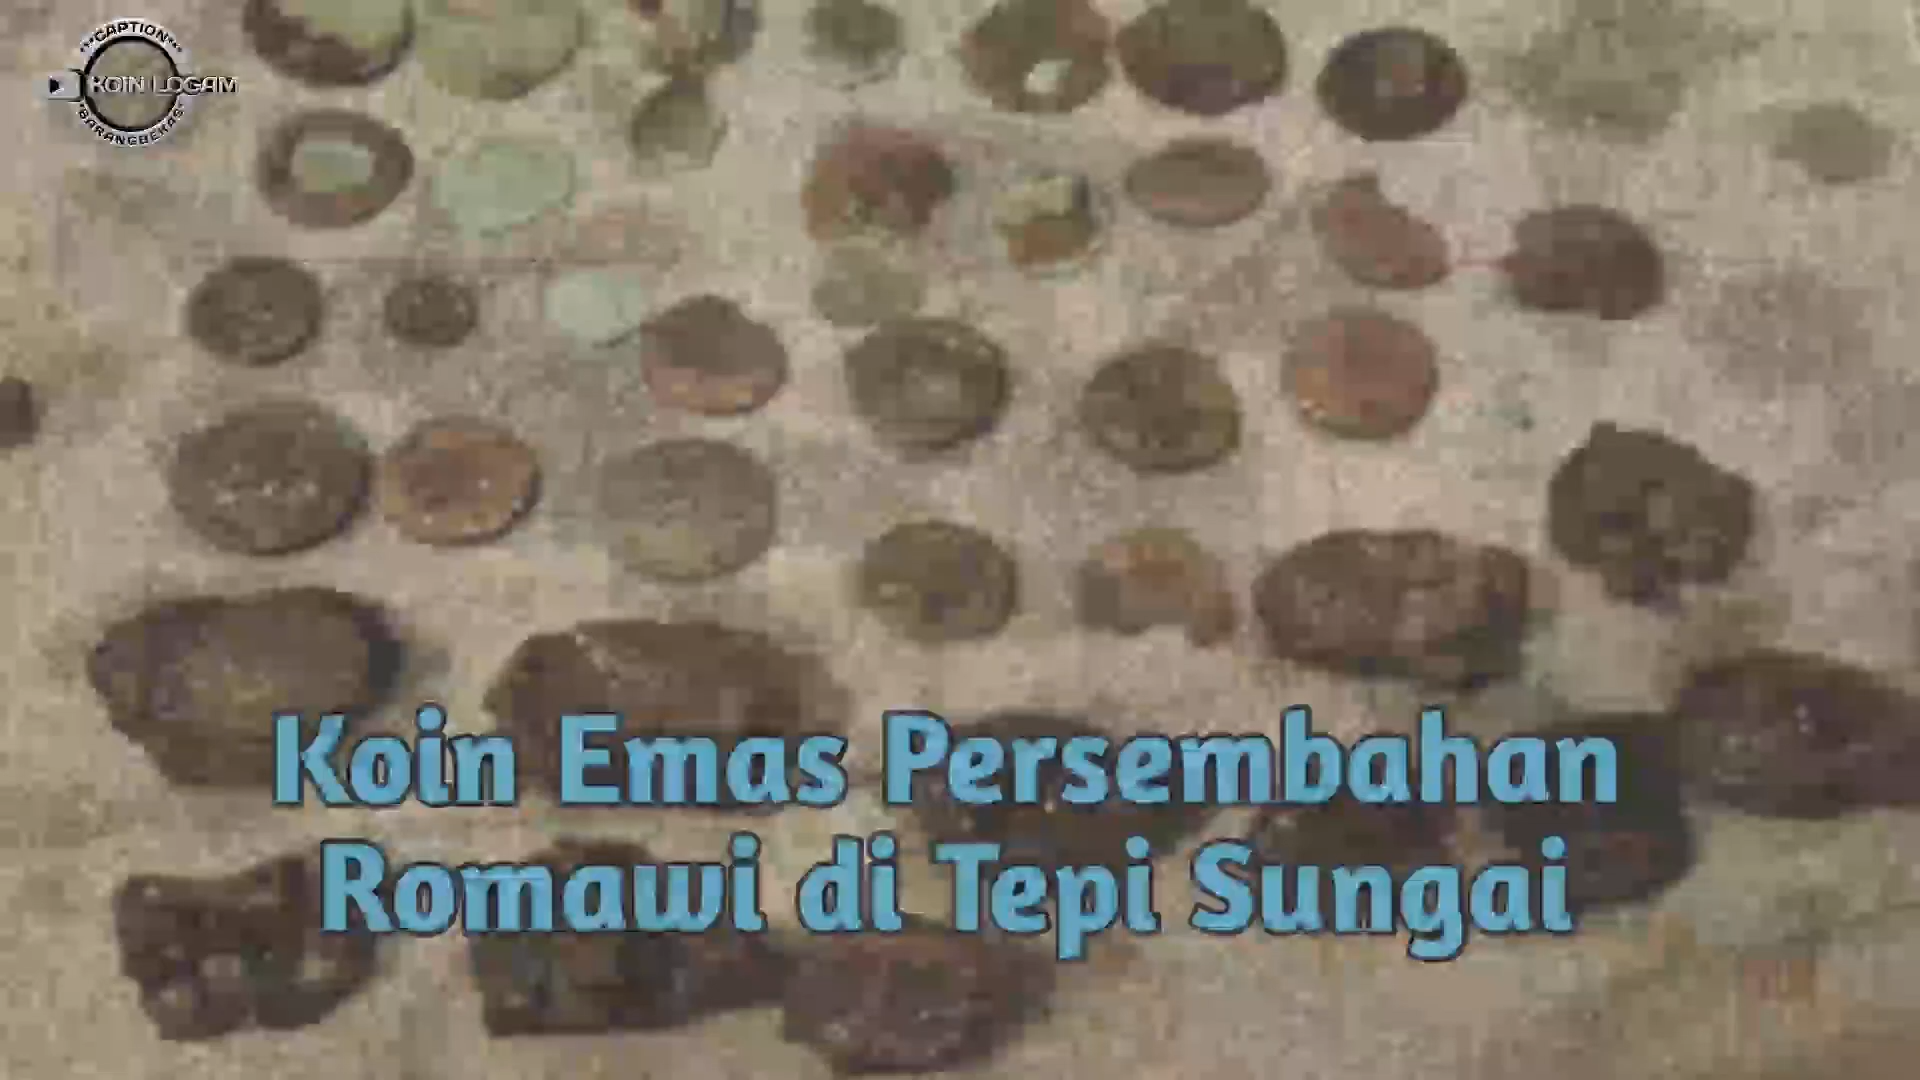 "CAPTION"
KOIN LOGAM
"BARANGBEKAS"
Koin Emas Persembahan
Romawi di Tepi Sungai